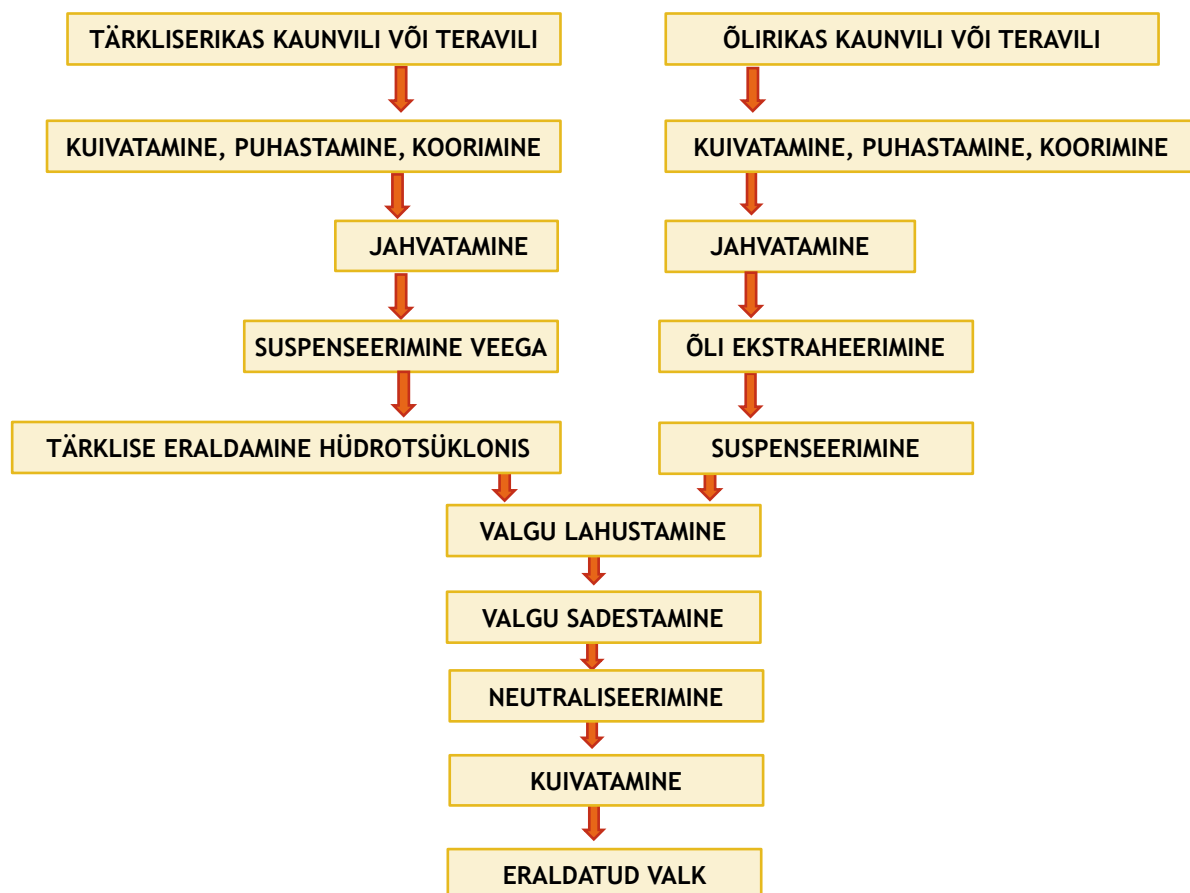 TÄRKLISERIKAS KAUNVILI VÕI TERAVILI
ÕLIRIKAS KAUNVILI VÕI TERAVILI
KUIVATAMINE, PUHASTAMINE, KOORIMINE
KUIVATAMINE, PUHASTAMINE, KOORIMINE
JAHVATAMINE
JAHVATAMINE
SUSPENSEERIMINE VEEGA
ÕLI EKSTRAHEERIMINE
TÄRKLISE ERALDAMINE HÜDROTSÜKLONIS
SUSPENSEERIMINE
VALGU LAHUSTAMINE
VALGU SADESTAMINE
NEUTRALISEERIMINE
KUIVATAMINE
ERALDATUD VALK